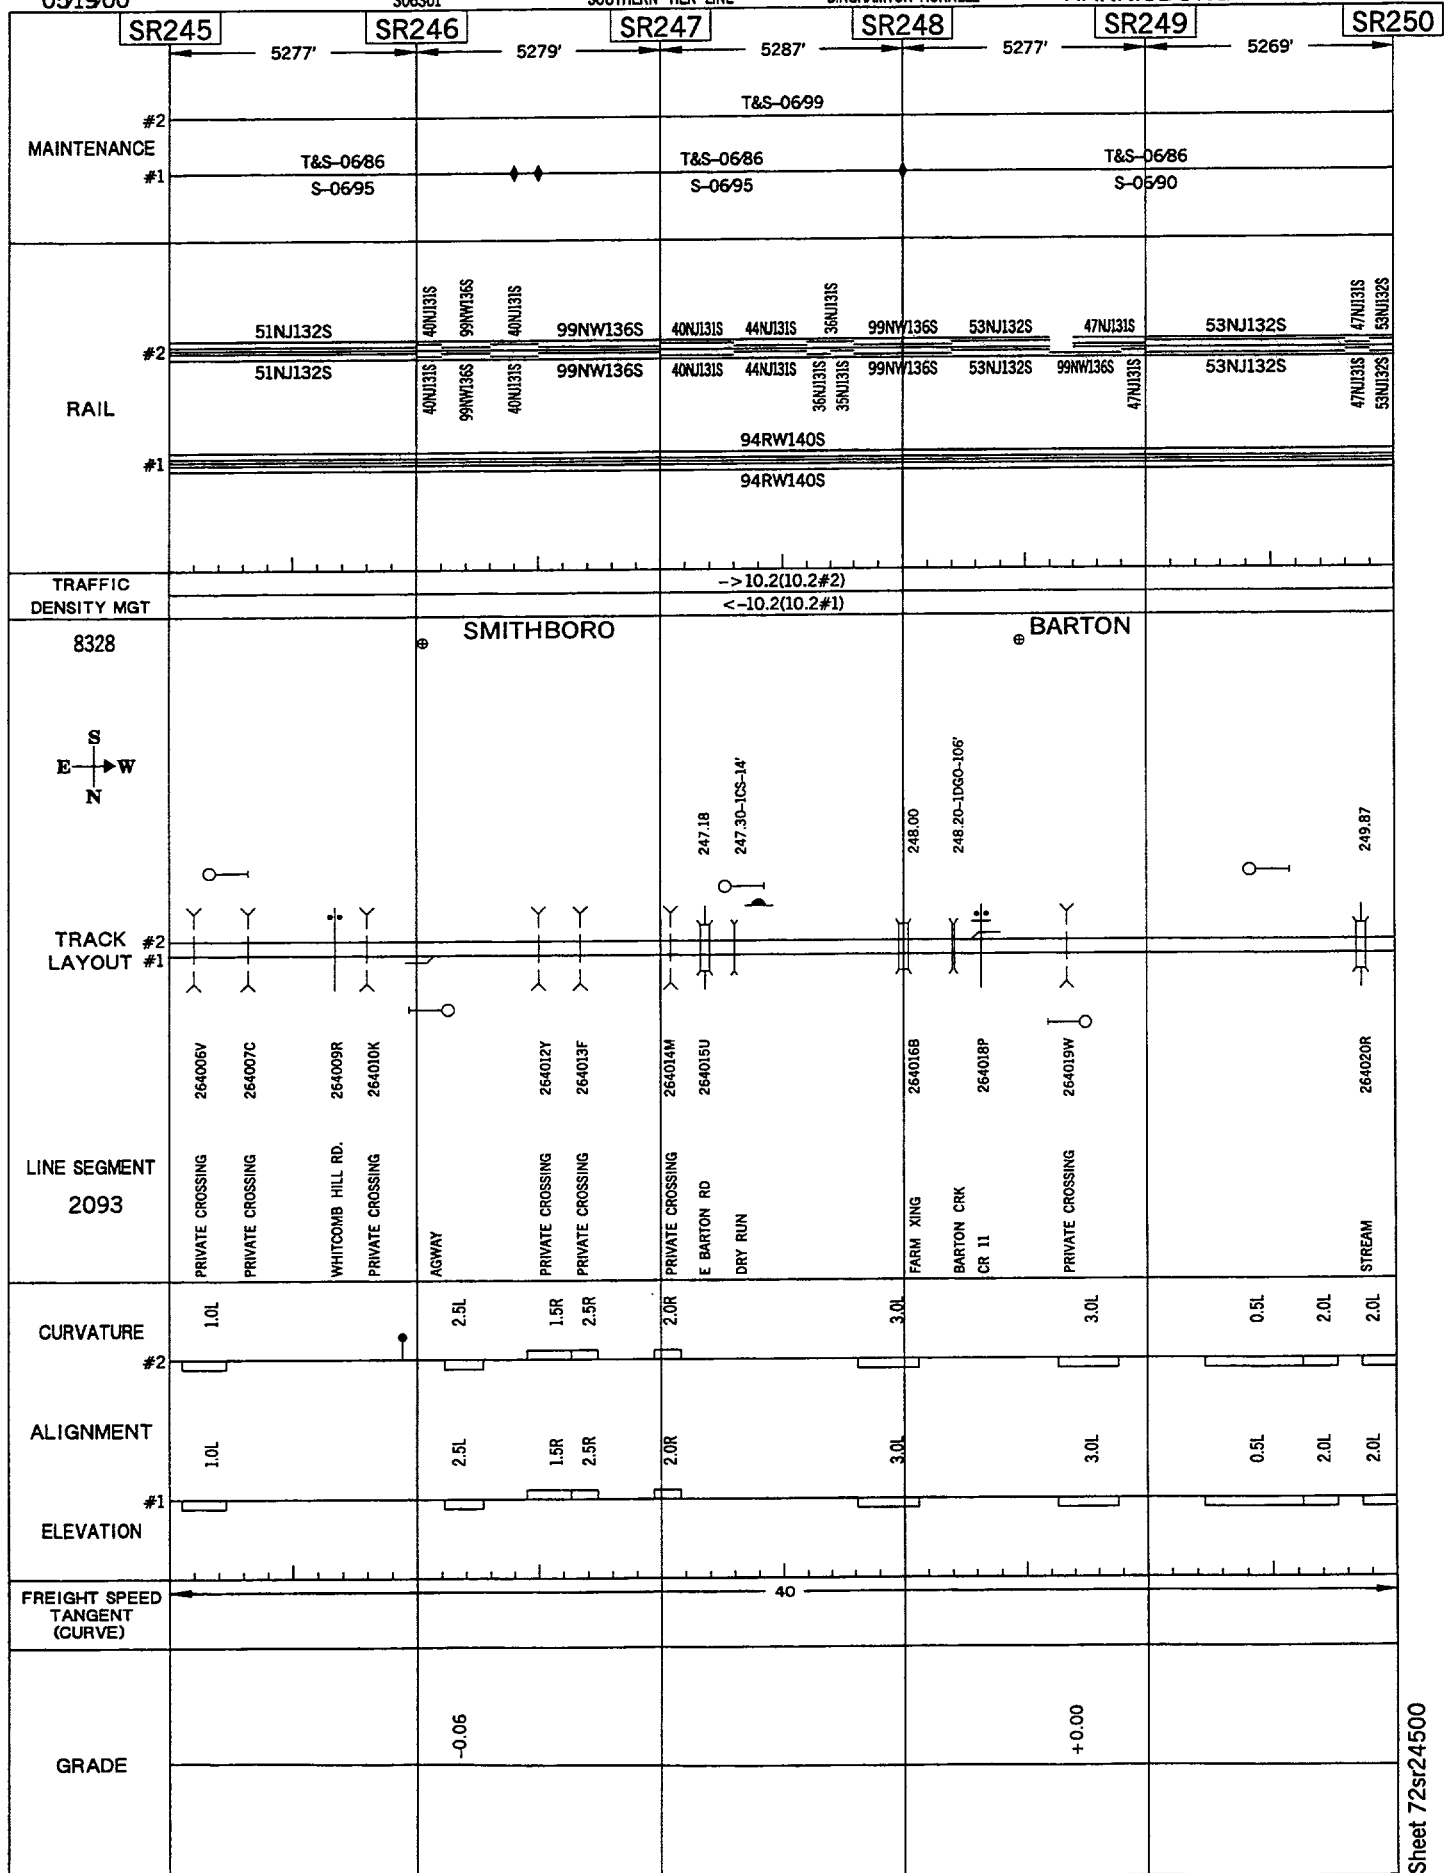 05/19/00
SOUTHERN TIER LINE
SR245 SR246 SR247 SR248 SR249 SR250
5277' 5279' 5287' 5277' 5269'
T&S-06/99
#2
MAINTENANCE
T&S-06/86 T&S-06/86 T&S-06/86
#1
S-06/95 S-06/95 S-06/90
40NJ131S 99NW136S 40NJ131S 36NJ131S 47NJ131S 53NJ132S
51NJ132S 99NW136S 40NJ131S 44NJ131S 99NW136S 53NJ132S 47NJ131S 53NJ132S
#2
51NJ132S 99NW136S 40NJ131S 44NJ131S 99NW136S 53NJ132S 99NW136S 53NJ132S
40NJ131S 99NW136S 40NJ131S 36NJ131S 35NJ131S 47NJ131S 47NJ131S 53NJ132S
RAIL
94RW140S
#1
94RW140S
TRAFFIC
DENSITY MGT
->10.2(10.2#2)
<-10.2(10.2#1)
8328
SMITHBORO
BARTON
S
E W
N
247.18
247.30-1CS-14'
248.00
248.20-1DGO-106'
249.87
TRACK #2
LAYOUT #1
264006V
264007C
264009R
264010K
264012Y
264013F
264014M
264015U
264016B
264018P
264019W
264020R
LINE SEGMENT
2093
PRIVATE CROSSING
PRIVATE CROSSING
WHITCOMB HILL RD.
PRIVATE CROSSING
AGWAY
PRIVATE CROSSING
PRIVATE CROSSING
PRIVATE CROSSING
E BARTON RD
DRY RUN
FARM XING
BARTON CRK
CR 11
PRIVATE CROSSING
STREAM
CURVATURE
1.0L 2.5L 1.5R 2.5R 2.0R 3.0L 3.0L 0.5L 2.0L 2.0L
#2
ALIGNMENT
1.0L 2.5L 1.5R 2.5R 2.0R 3.0L 3.0L 0.5L 2.0L 2.0L
#1
ELEVATION
FREIGHT SPEED
TANGENT
(CURVE)
40
GRADE
-0.06
+0.00
Sheet 72sr24500